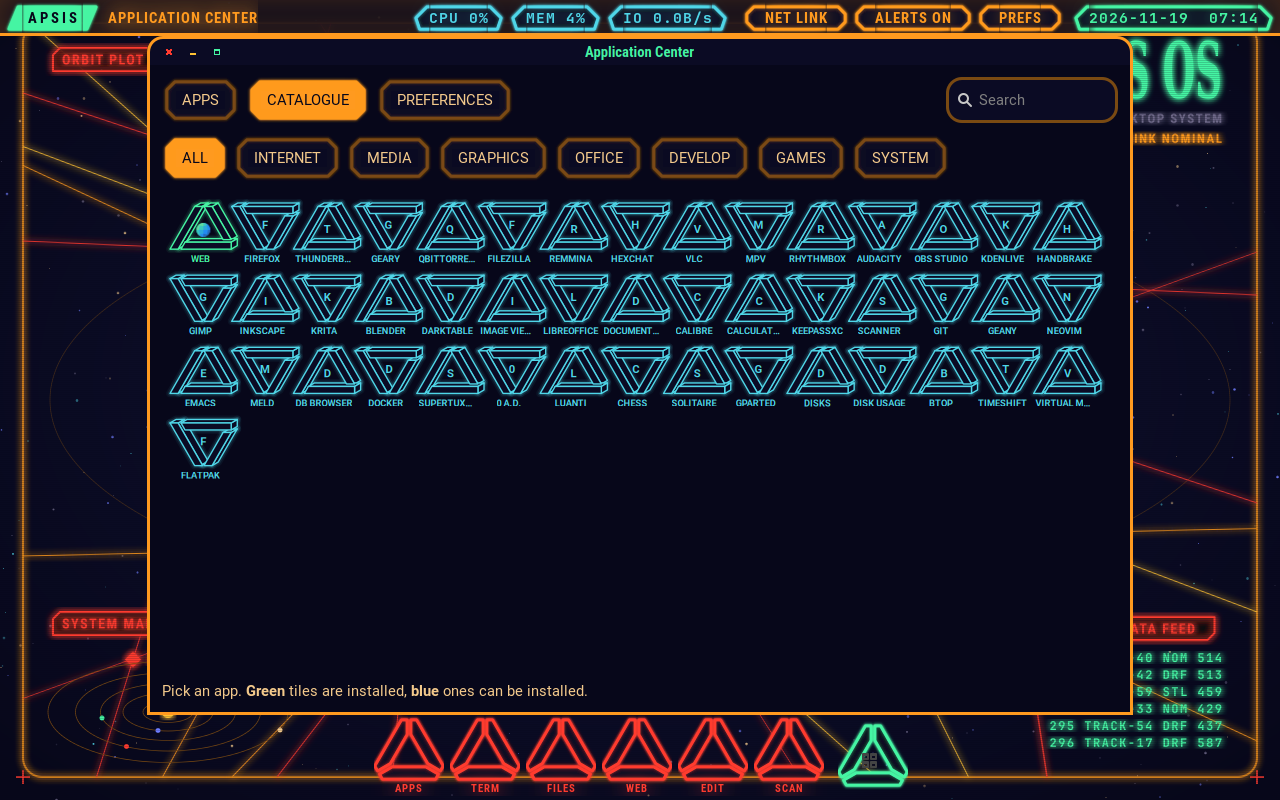 APSIS APPLICATION CENTER CPU 0% MEM 4% IO 0.0B/s NET LINK ALERTS ON PREFS 2026-11-19 07:14
ORBIT PLOT
Application Center
S OS
APPS CATALOGUE PREFERENCES Search
KTOP SYSTEM
INK NOMINAL
ALL INTERNET MEDIA GRAPHICS OFFICE DEVELOP GAMES SYSTEM
F T G Q F R H V M R A O K H
WEB FIREFOX THUNDERB... GEARY QBITTORRE... FILEZILLA REMMINA HEXCHAT VLC MPV RHYTHMBOX AUDACITY OBS STUDIO KDENLIVE HANDBRAKE
G I K B D I L D C C K S G G N
GIMP INKSCAPE KRITA BLENDER DARKTABLE IMAGE VIE... LIBREOFFICE DOCUMENT... CALIBRE CALCULAT... KEEPASSXC SCANNER GIT GEANY NEOVIM
E M D D S 0 L C S G D D B T V
EMACS MELD DB BROWSER DOCKER SUPERTUX... 0 A.D. LUANTI CHESS SOLITAIRE GPARTED DISKS DISK USAGE BTOP TIMESHIFT VIRTUAL M...
F
FLATPAK
SYSTEM MA
ATA FEED
40 NOM 514
42 DRF 513
59 STL 459
33 NOM 429
Pick an app. Green tiles are installed, blue ones can be installed.
295 TRACK-54 DRF 437
296 TRACK-17 DRF 587
APPS TERM FILES WEB EDIT SCAN